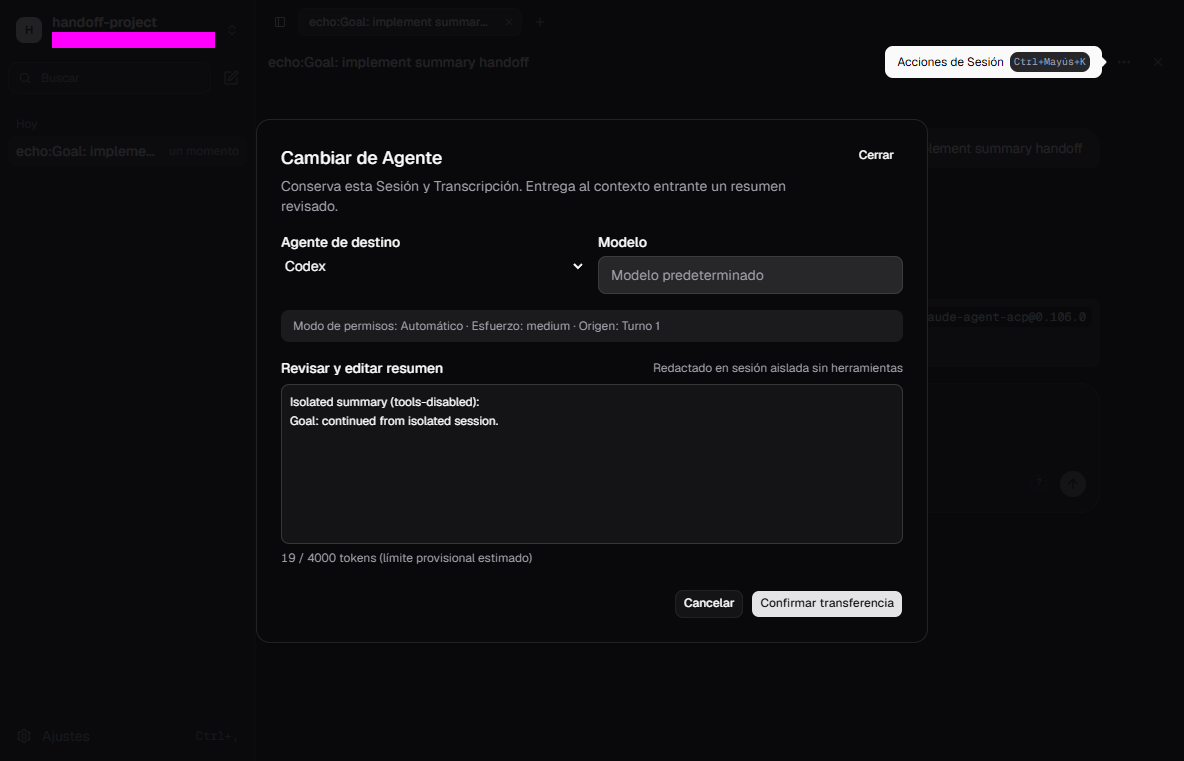 H
handoff-project
echo:Goal: implement summar...
echo:Goal: implement summary handoff
Acciones de Sesión Ctrl+Mayús+K
Buscar
Hoy
echo:Goal: impleme... un momento
lement summary handoff
Cambiar de Agente
Cerrar
Conserva esta Sesión y Transcripción. Entrega al contexto entrante un resumen
revisado.
Agente de destino
Modelo
Codex
Modelo predeterminado
Modo de permisos: Automático · Esfuerzo: medium · Origen: Turno 1
aude-agent-acp@0.106.0
Revisar y editar resumen
Redactado en sesión aislada sin herramientas
Isolated summary (tools-disabled):
Goal: continued from isolated session.
19 / 4000 tokens (límite provisional estimado)
Cancelar
Confirmar transferencia
Ajustes
Ctrl+,